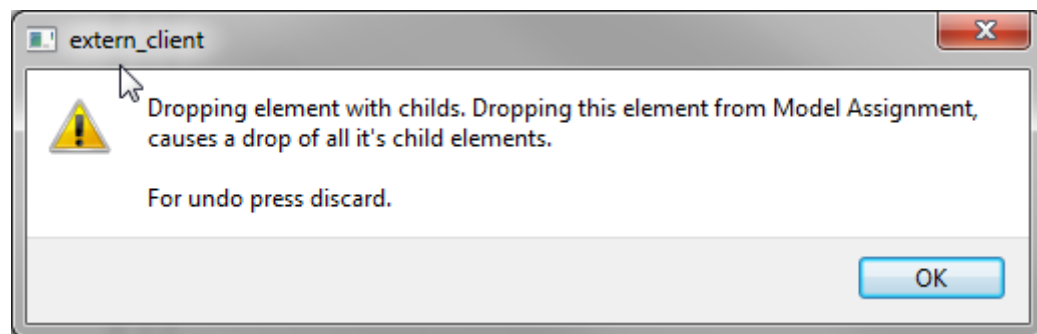 extern_client
Dropping element with childs. Dropping this element from Model Assignment,
causes a drop of all it's child elements.
For undo press discard.
OK